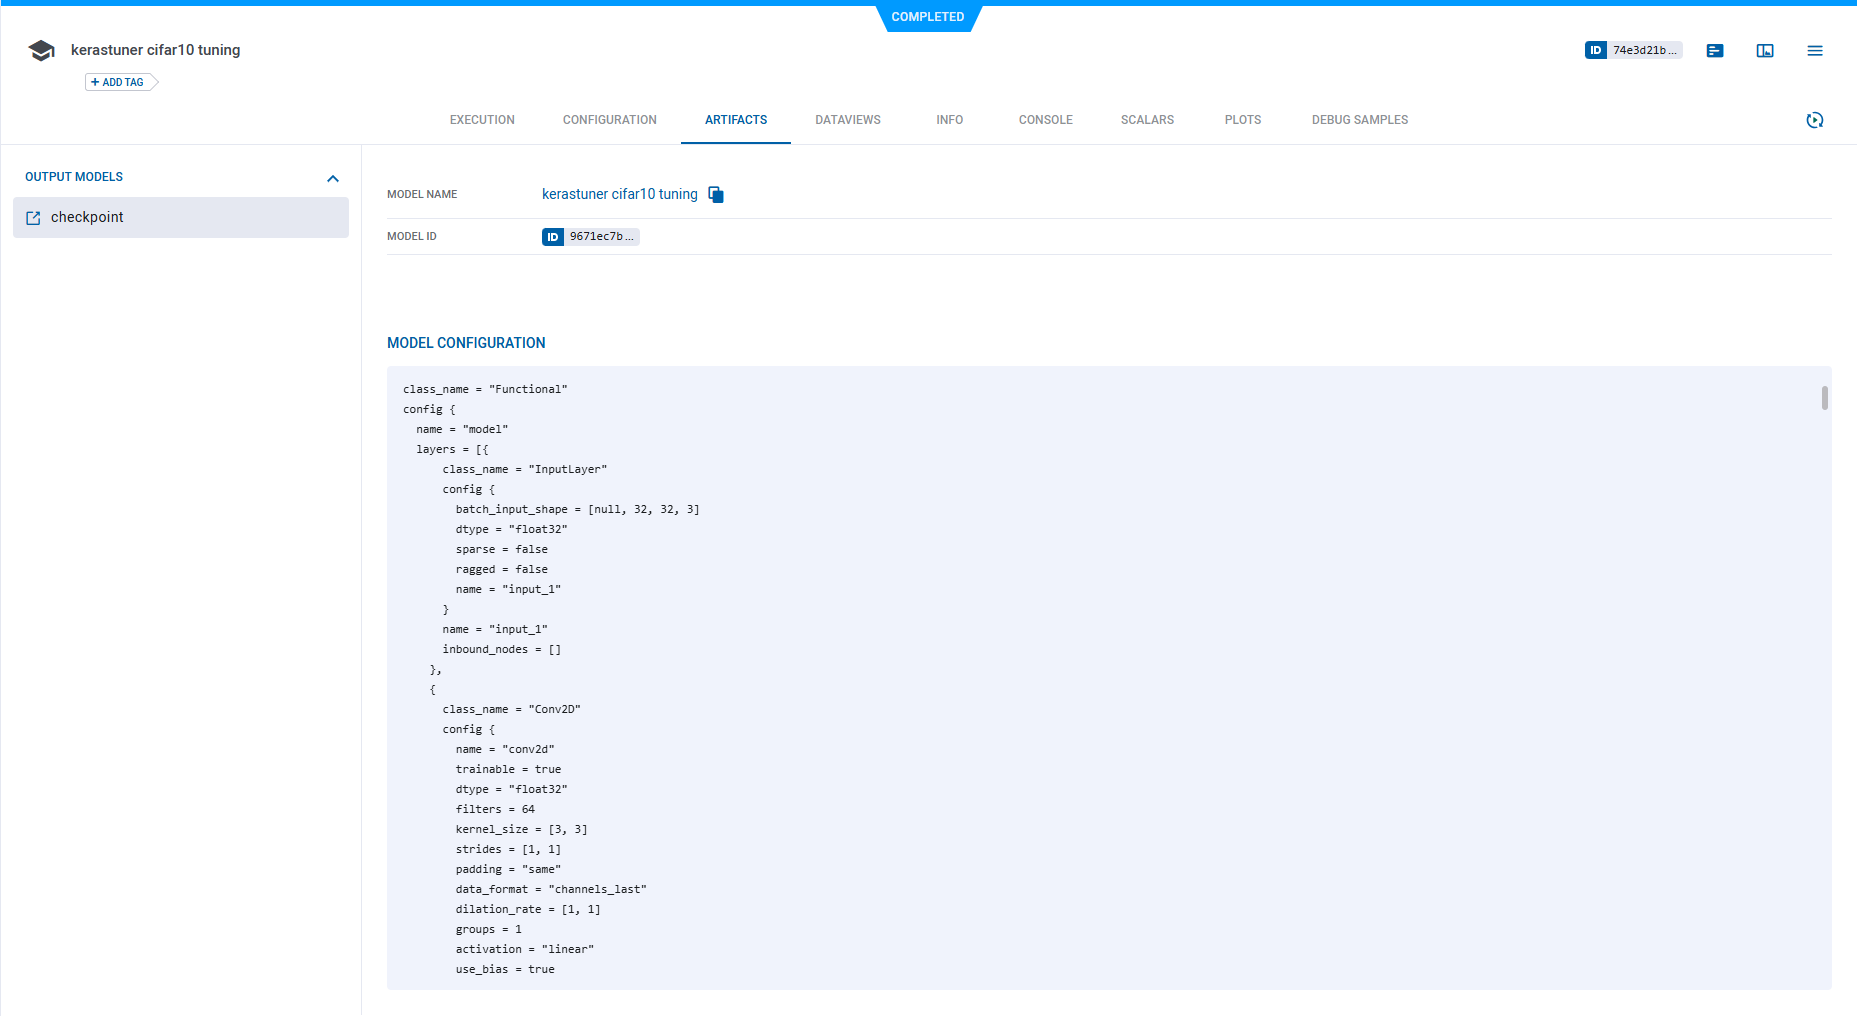 COMPLETED
kerastuner cifar10 tuning
ID 74e3d21b...
+ ADD TAG
EXECUTION CONFIGURATION ARTIFACTS DATAVIEWS INFO CONSOLE SCALARS PLOTS DEBUG SAMPLES
OUTPUT MODELS
checkpoint
MODEL NAME kerastuner cifar10 tuning
MODEL ID ID 9671ec7b...
MODEL CONFIGURATION
class_name = "Functional"
config {
name = "model"
layers = [{
class_name = "InputLayer"
config {
batch_input_shape = [null, 32, 32, 3]
dtype = "float32"
sparse = false
ragged = false
name = "input_1"
}
name = "input_1"
inbound_nodes = []
},
{
class_name = "Conv2D"
config {
name = "conv2d"
trainable = true
dtype = "float32"
filters = 64
kernel_size = [3, 3]
strides = [1, 1]
padding = "same"
data_format = "channels_last"
dilation_rate = [1, 1]
groups = 1
activation = "linear"
use_bias = true